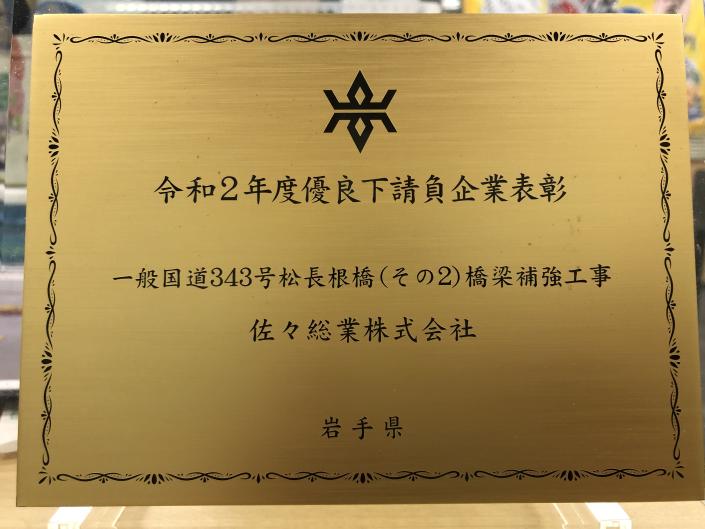 令和2年度優良下請負企業表彰
一般国道343号松長根橋(その2)橋梁補強工事
佐々総業株式会社
岩手県